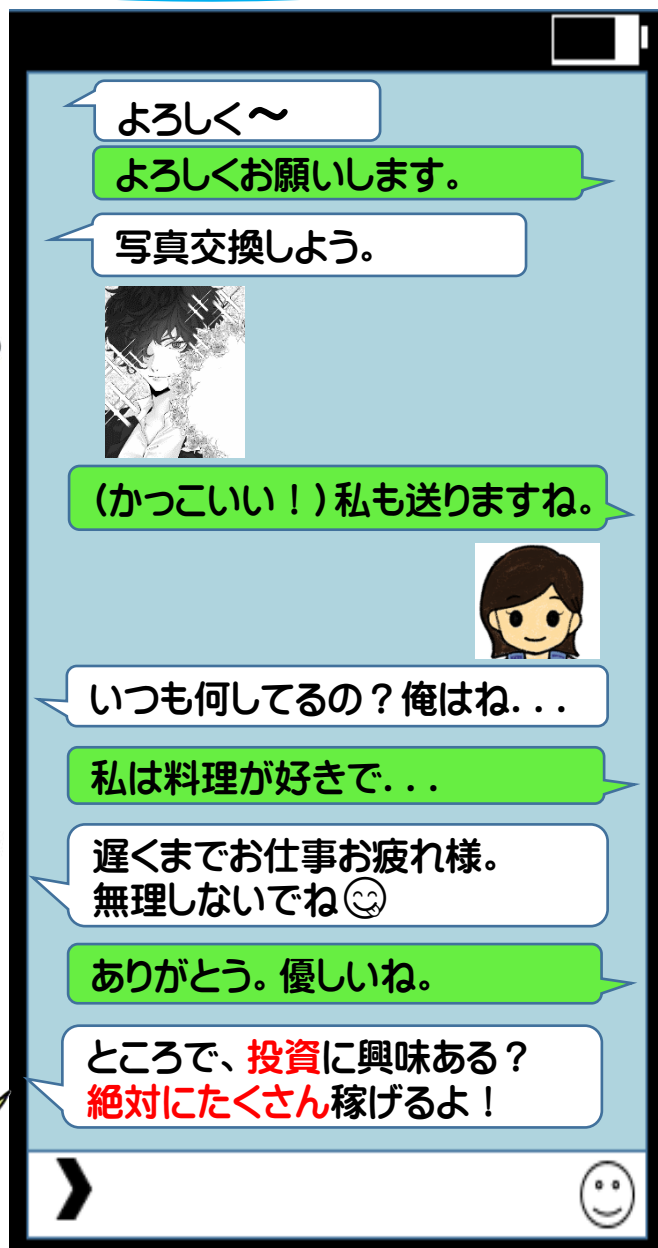 よろしく～
よろしくお願いします。
写真交換しよう。
(かっこいい！)私も送りますね。
いつも何してるの？俺はね...
私は料理が好きで...
遅くまでお仕事お疲れ様。
無理しないでね😋
ありがとう。優しいね。
ところで、投資に興味ある？
絶対にたくさん稼げるよ！